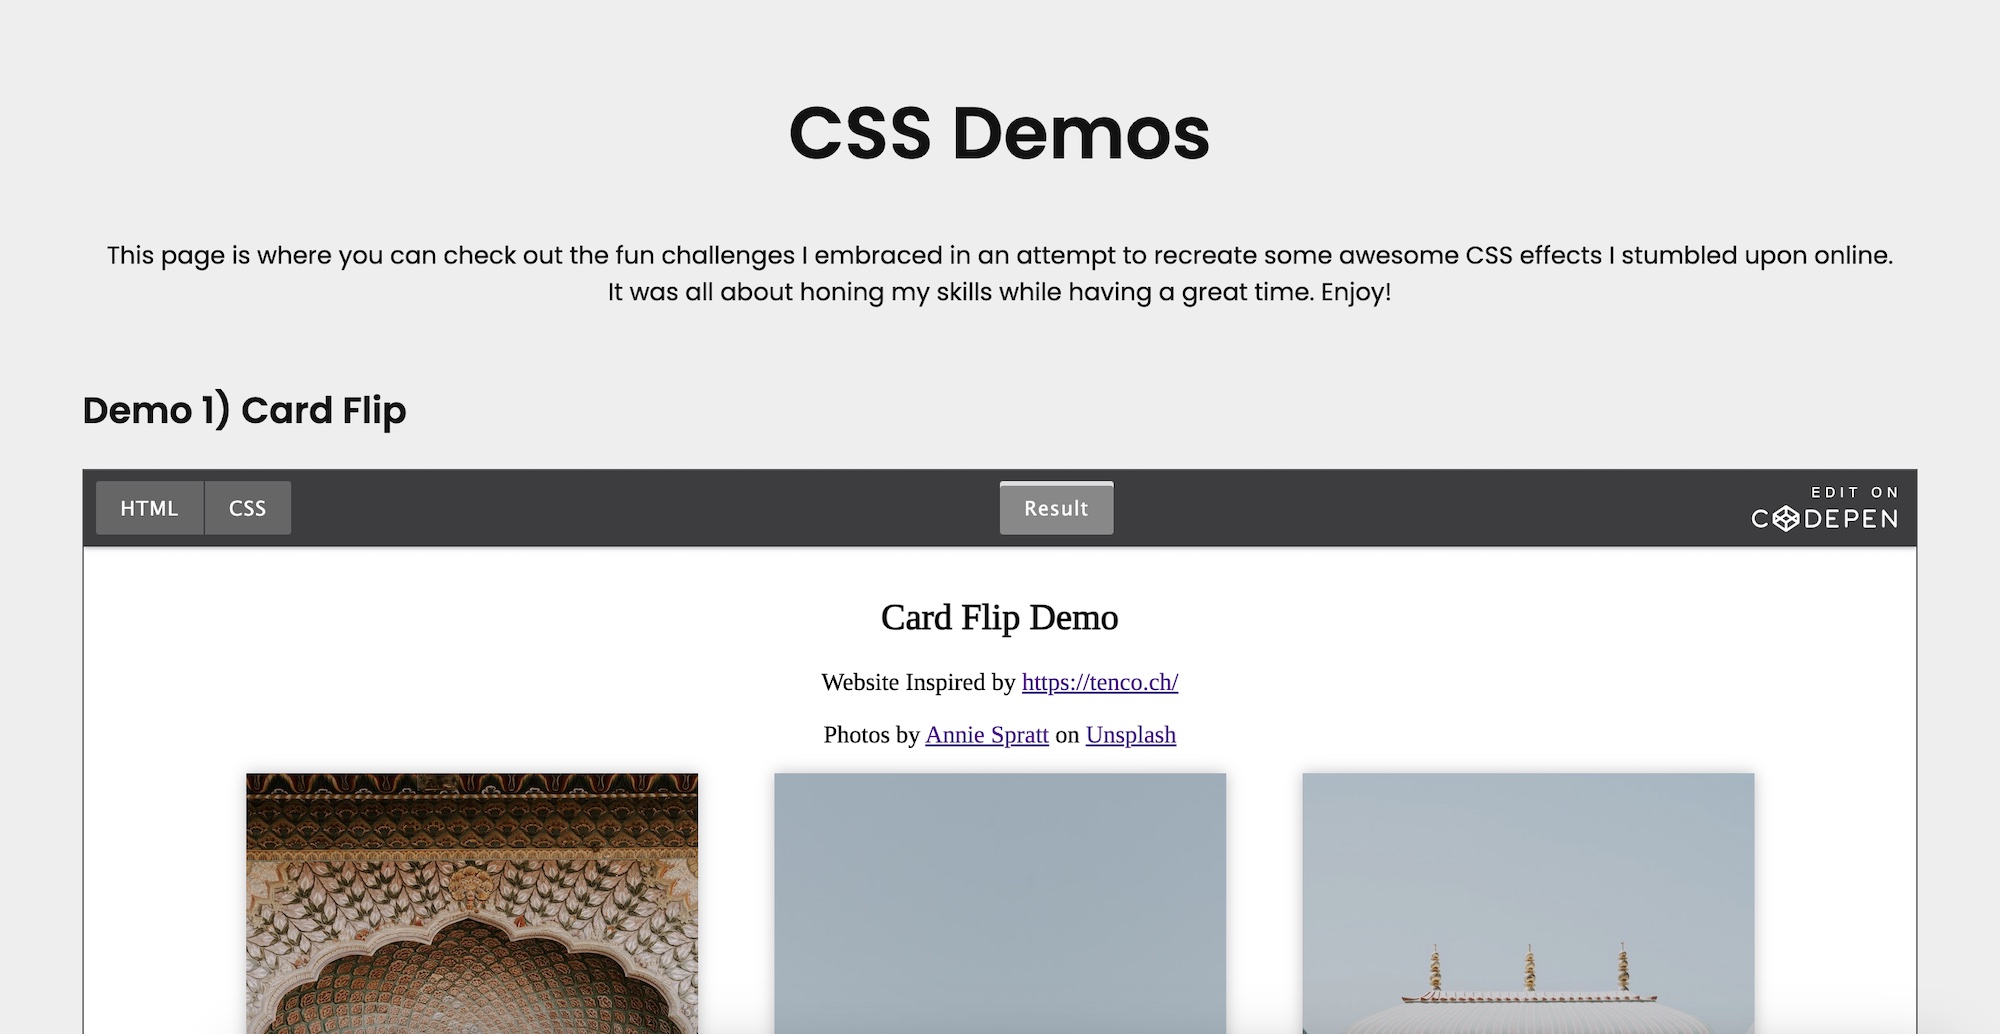 CSS Demos
This page is where you can check out the fun challenges I embraced in an attempt to recreate some awesome CSS effects I stumbled upon online.
It was all about honing my skills while having a great time. Enjoy!
Demo 1) Card Flip
HTML CSS Result EDIT ON
CODEPEN
Card Flip Demo
Website Inspired by https://tenco.ch/
Photos by Annie Spratt on Unsplash